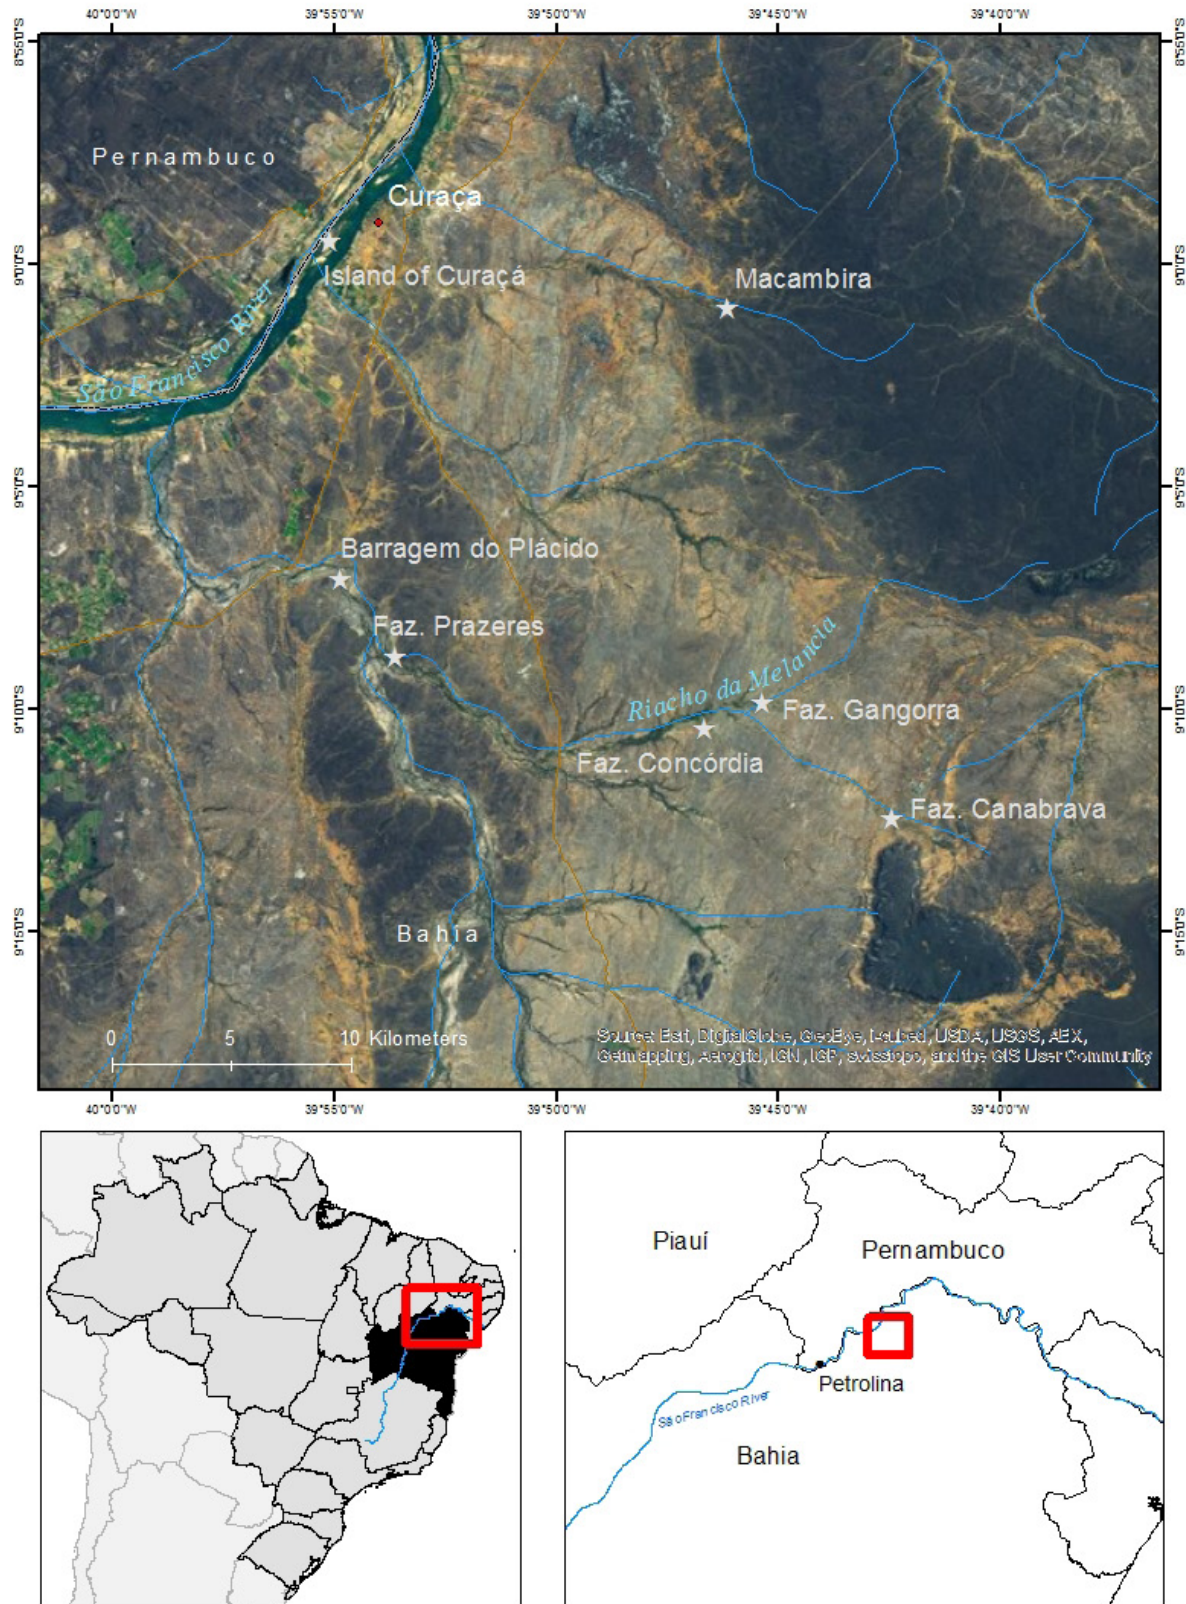 40°0'0"W 39°55'0"W 39°50'0"W 39°45'0"W 39°40'0"W
8°55'0"S 8°55'0"S
Pernambuco
Curaça
9°0'0"S 9°0'0"S
Island of Curaçá
Macambira
São Francisco River
9°5'0"S 9°5'0"S
Barragem do Plácido
Faz. Prazeres
Riacho da Melancia
9°10'0"S 9°10'0"S
Faz. Gangorra
Faz. Concórdia
Faz. Canabrava
Bahia
9°15'0"S 9°15'0"S
0 5 10 Kilometers
Source: Esri, DigitalGlobe, GeoEye, i-cubed, USDA, USGS, AEX,
Getmapping, Aerogrid, IGN, IGP, swisstopo, and the GIS User Community
40°0'0"W 39°55'0"W 39°50'0"W 39°45'0"W 39°40'0"W
Piauí
Pernambuco
Petrolina
São Francisco River
Bahia